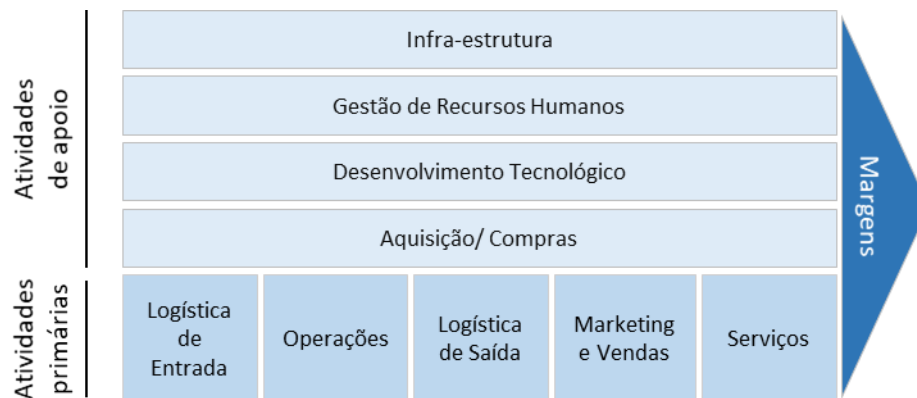 Atividades
de apoio
Infra-estrutura
Gestão de Recursos Humanos
Desenvolvimento Tecnológico
Aquisição/ Compras
Atividades
primárias
Logística
de
Entrada
Operações
Logística
de Saída
Marketing
e Vendas
Serviços
Margens